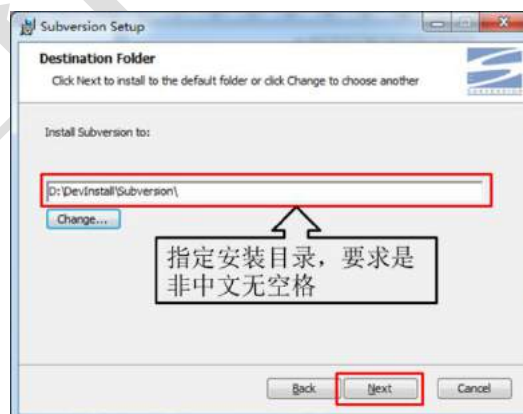 Subversion Setup
Destination Folder
Click Next to install to the default folder or click Change to choose another
SUBVERSION
Install Subversion to:
D:\DevInstall\Subversion\
Change...
指定安装目录，要求是
非中文无空格
Back
Next
Cancel